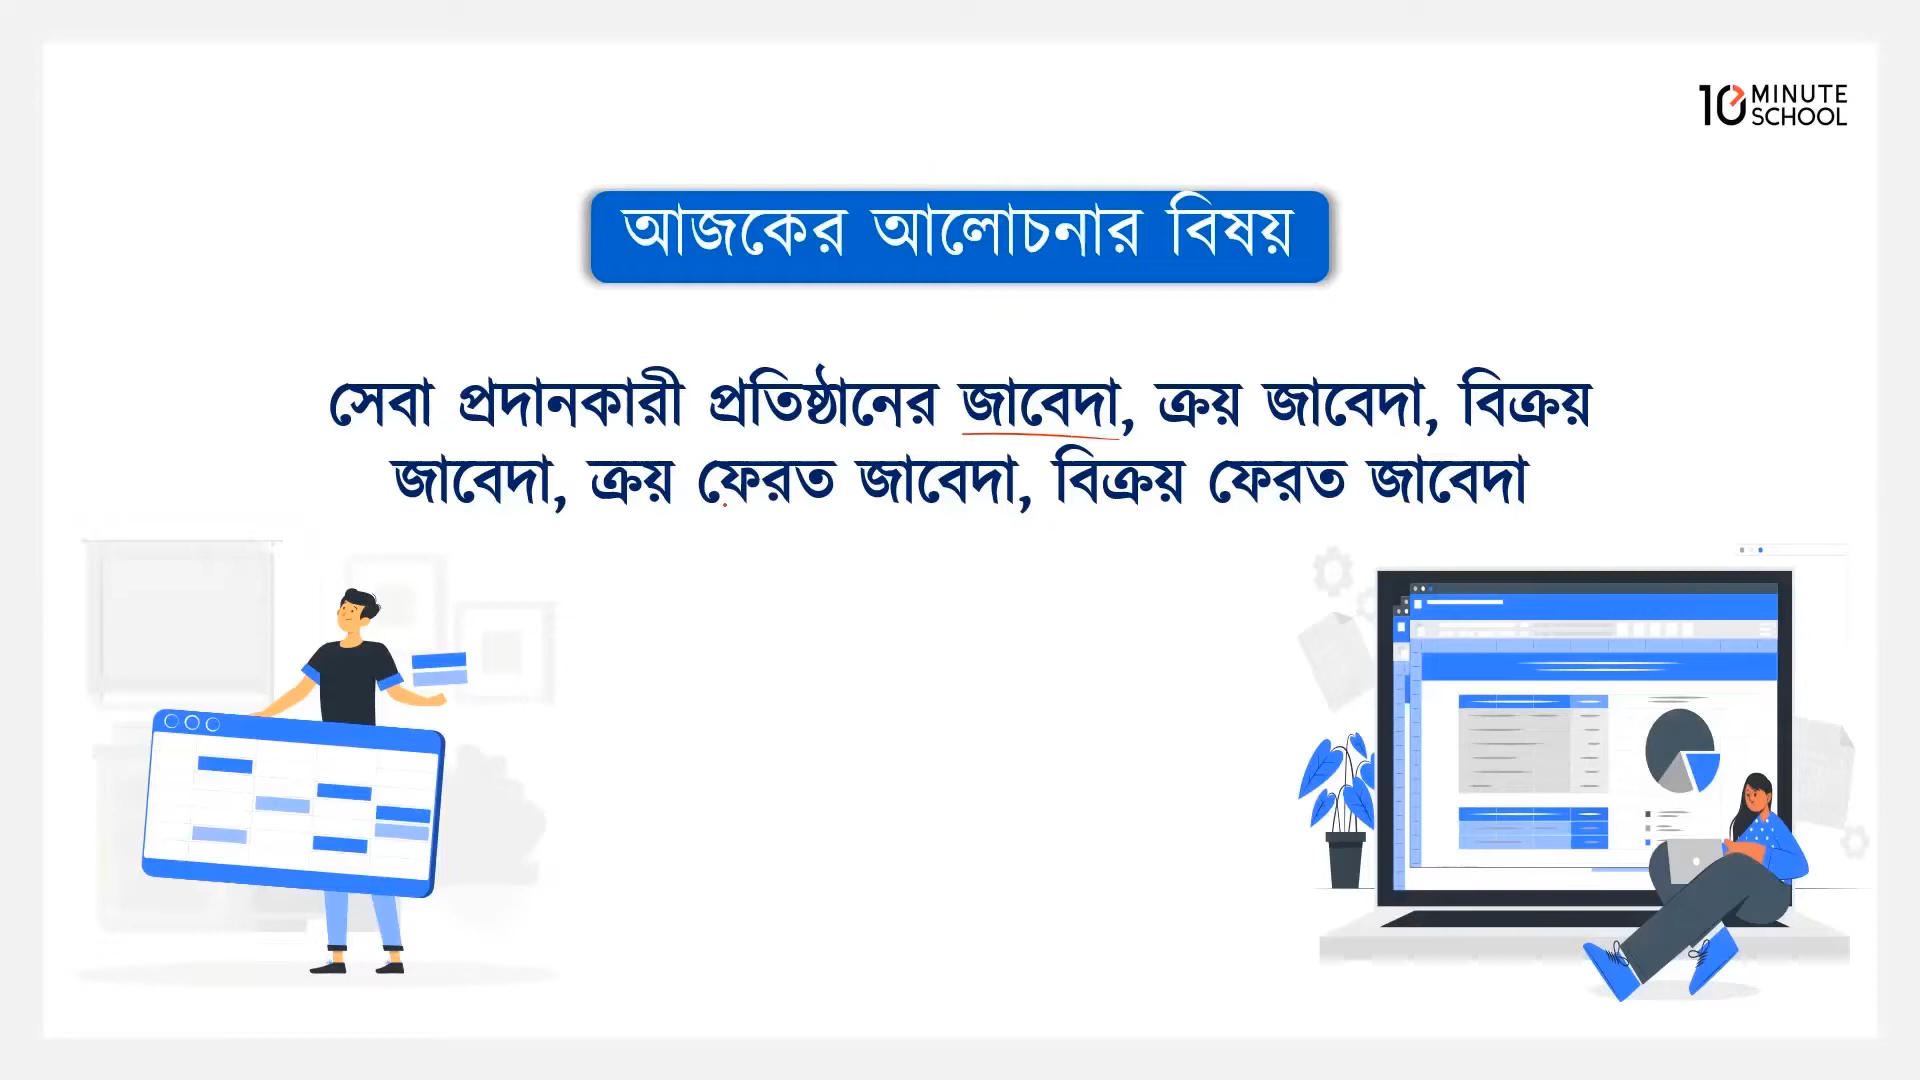 10 MINUTE
SCHOOL
আজকের আলোচনার বিষয়
সেবা প্রদানকারী প্রতিষ্ঠানের জাবেদা, ক্রয় জাবেদা, বিক্রয়
জাবেদা, ক্রয় ফেরত জাবেদা, বিক্রয় ফেরত জাবেদা